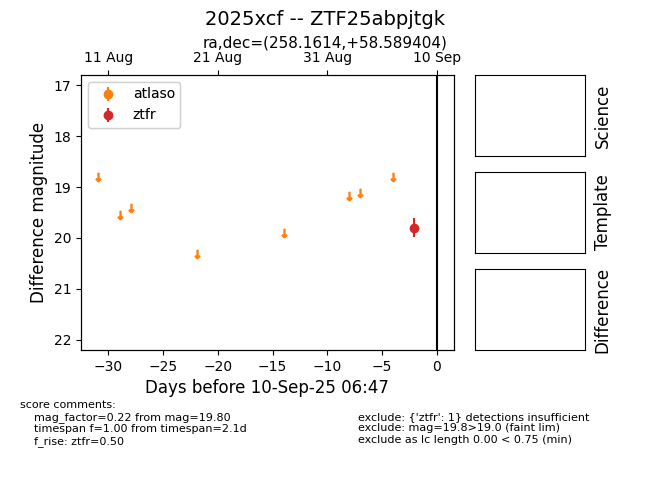 2025xcf -- ZTF25abpjtgk
ra,dec=(258.1614,+58.589404)
11 Aug
21 Aug
31 Aug
10 Sep
atlaso
ztfr
17
18
19
20
21
22
Difference magnitude
−30
−25
−20
−15
−10
−5
0
Days before 10-Sep-25 06:47
Science
Template
Difference
score comments:
mag_factor=0.22 from mag=19.80
timespan f=1.00 from timespan=2.1d
f_rise: ztfr=0.50
exclude: {'ztfr': 1} detections insufficient
exclude: mag=19.8>19.0 (faint lim)
exclude as lc length 0.00 < 0.75 (min)